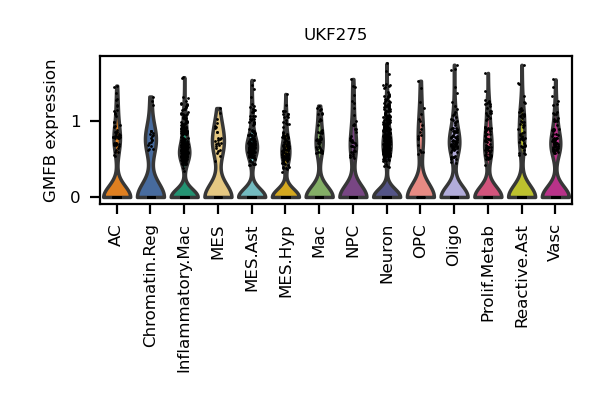 UKF275
GMFB expression
1
0
AC
Chromatin.Reg
Inflammatory.Mac
MES
MES.Ast
MES.Hyp
Mac
NPC
Neuron
OPC
Oligo
Prolif.Metab
Reactive.Ast
Vasc